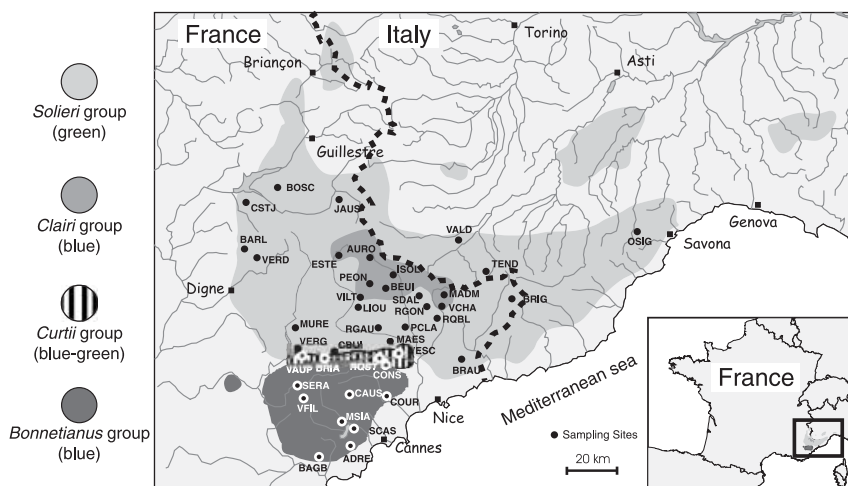 France
Italy
Torino
Briançon
Asti
Solieri group
(green)
Guillestre
BOSC
CSTJ
JAUS
Clairi group
(blue)
VALD
OSIG
Genova
Savona
BARL
VERD
AURO
ESTE
ISOL
TEND
Digne
PEON
BEUI
SDAL
MADM
BRIG
VILT
LIOU
RGON
VCHA
RQBL
Curtii group
(blue-green)
MURE
RGAU
PCLA
VERG
MAES
BRAU
VAUP
BRIA
CONS
Bonnetianus group
(blue)
SERA
VFIL
CAUS
COUR
Nice
Mediterranean sea
MSIA
SCAS
Cannes
ADRE
BAGB
Sampling Sites
20 km
France